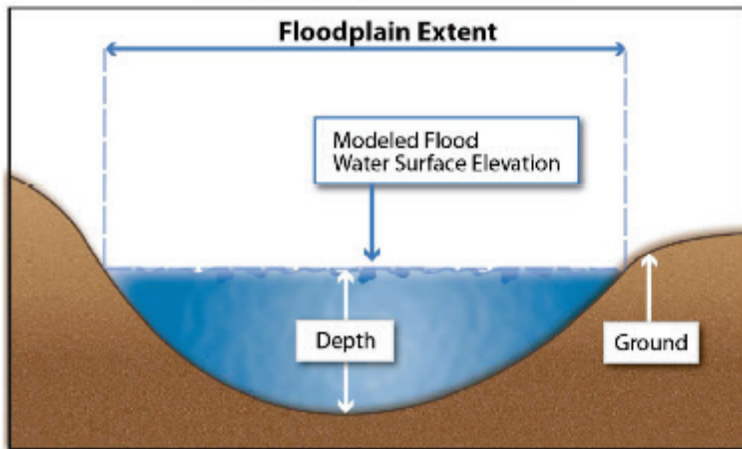 Floodplain Extent
Modeled Flood
Water Surface Elevation
Depth
Ground